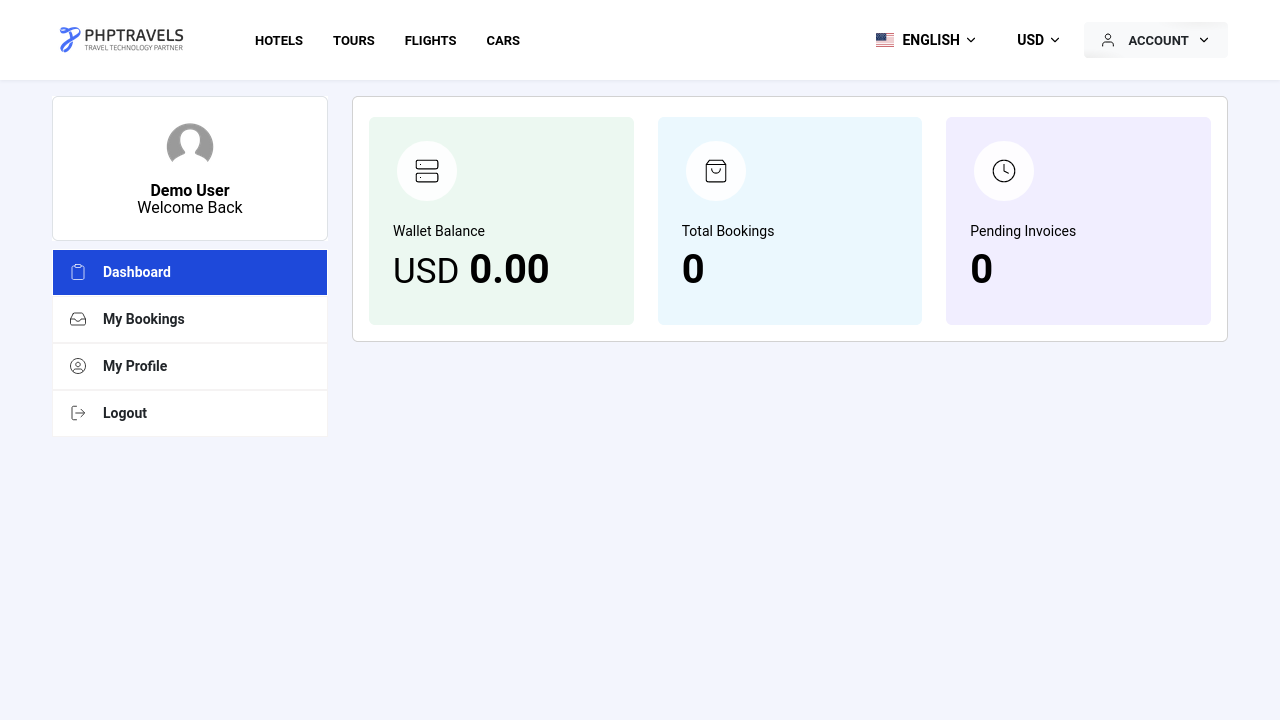 PHPTRAVELS
TRAVEL TECHNOLOGY PARTNER
HOTELS
TOURS
FLIGHTS
CARS
ENGLISH
USD
ACCOUNT
Demo User
Welcome Back
Dashboard
My Bookings
My Profile
Logout
Wallet Balance
USD 0.00
Total Bookings
0
Pending Invoices
0